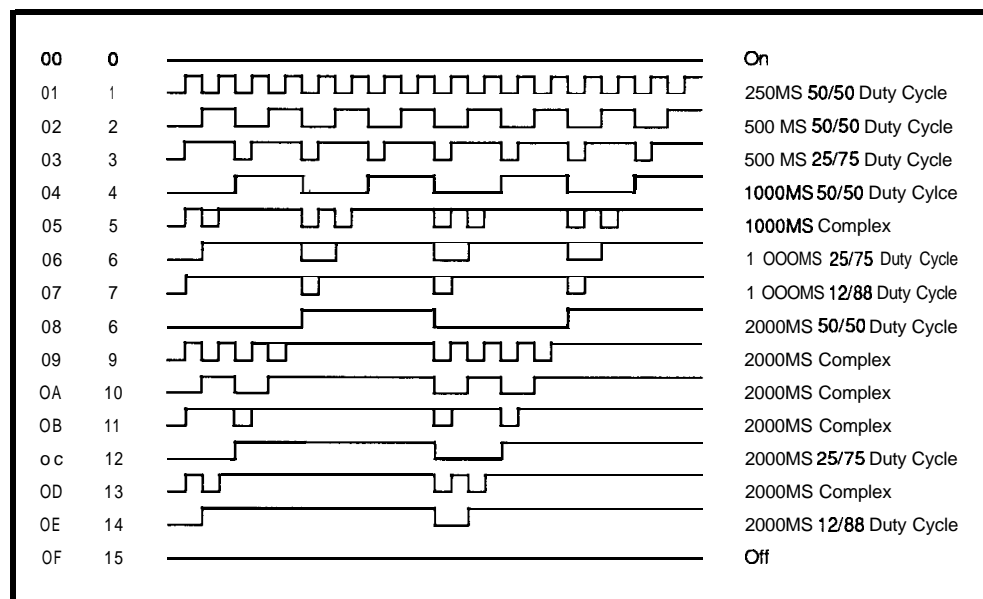 00 0 On
01 1 250MS 50/50 Duty Cycle
02 2 500 MS 50/50 Duty Cycle
03 3 500 MS 25/75 Duty Cycle
04 4 1000MS 50/50 Duty Cylce
05 5 1000MS Complex
06 6 1 OOOMS 25/75 Duty Cycle
07 7 1 OOOMS 12/88 Duty Cycle
08 6 2000MS 50/50 Duty Cycle
09 9 2000MS Complex
OA 10 2000MS Complex
OB 11 2000MS Complex
oc 12 2000MS 25/75 Duty Cycle
OD 13 2000MS Complex
OE 14 2000MS 12/88 Duty Cycle
OF 15 Off